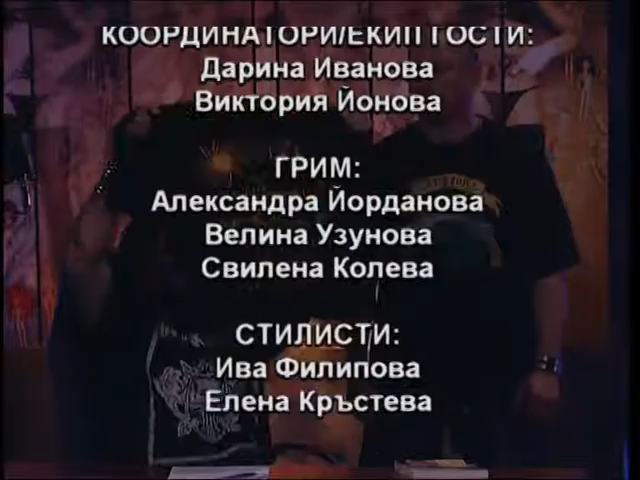 КООРДИНАТОРИ/ЕКИП ГОСТИ:
Дарина Иванова
Виктория Йонова
ГРИМ:
Александра Йорданова
Велина Узунова
Свилена Колева
СТИЛИСТИ:
Ива Филипова
Елена Кръстева